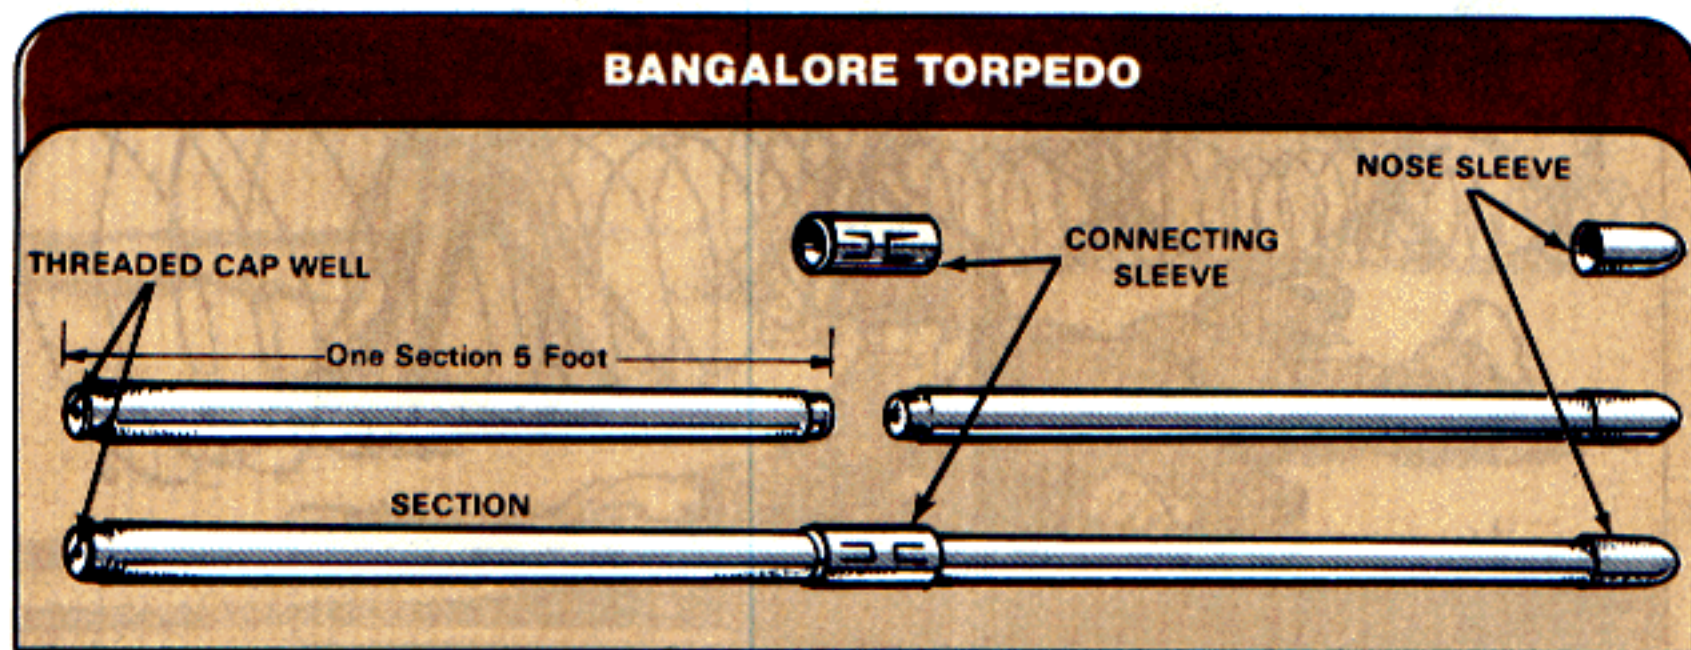 BANGALORE TORPEDO
NOSE SLEEVE
CONNECTING
SLEEVE
THREADED CAP WELL
One Section 5 Foot
SECTION